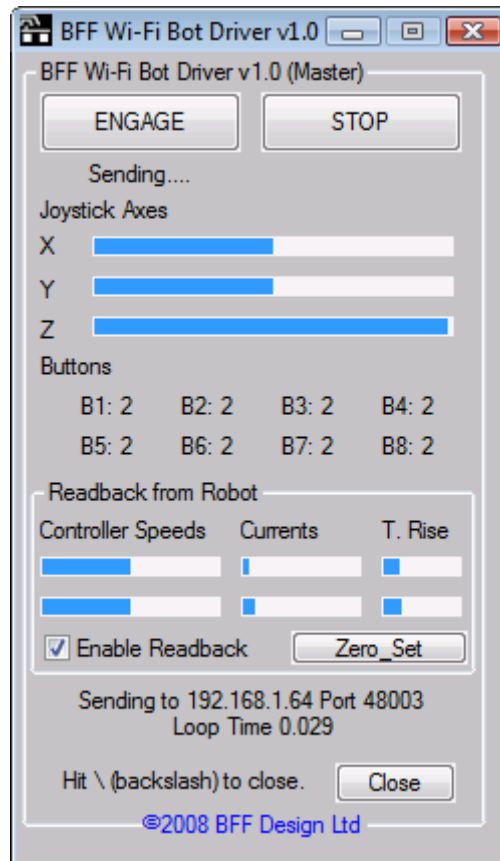 BFF Wi-Fi Bot Driver v1.0
BFF Wi-Fi Bot Driver v1.0 (Master)
ENGAGE STOP
Sending....
Joystick Axes
X
Y
Z
Buttons
B1: 2 B2: 2 B3: 2 B4: 2
B5: 2 B6: 2 B7: 2 B8: 2
Readback from Robot
Controller Speeds Currents T. Rise
Enable Readback Zero_Set
Sending to 192.168.1.64 Port 48003
Loop Time 0.029
Hit \ (backslash) to close. Close
©2008 BFF Design Ltd